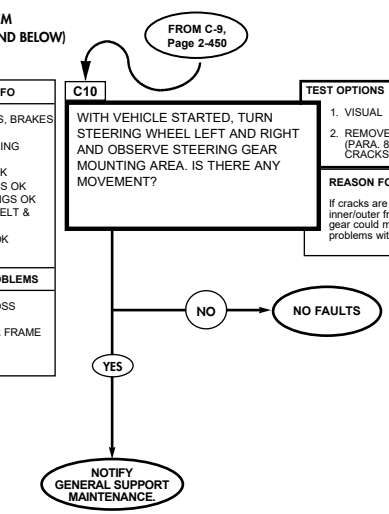 ND BELOW)
FROM C-9,
Page 2-450
FO
S, BRAKES
ING
K
S OK
NGS OK
ELT &
OK
OBLEMS
OSS
FRAME
C10
WITH VEHICLE STARTED, TURN
STEERING WHEEL LEFT AND RIGHT
AND OBSERVE STEERING GEAR
MOUNTING AREA. IS THERE ANY
MOVEMENT?
TEST OPTIONS
1. VISUAL
2. REMOVE
(PARA. 8
CRACKS
REASON FO
If cracks are
inner/outer fr
gear could m
problems wit
NO
NO FAULTS
YES
NOTIFY
GENERAL SUPPORT
MAINTENANCE.